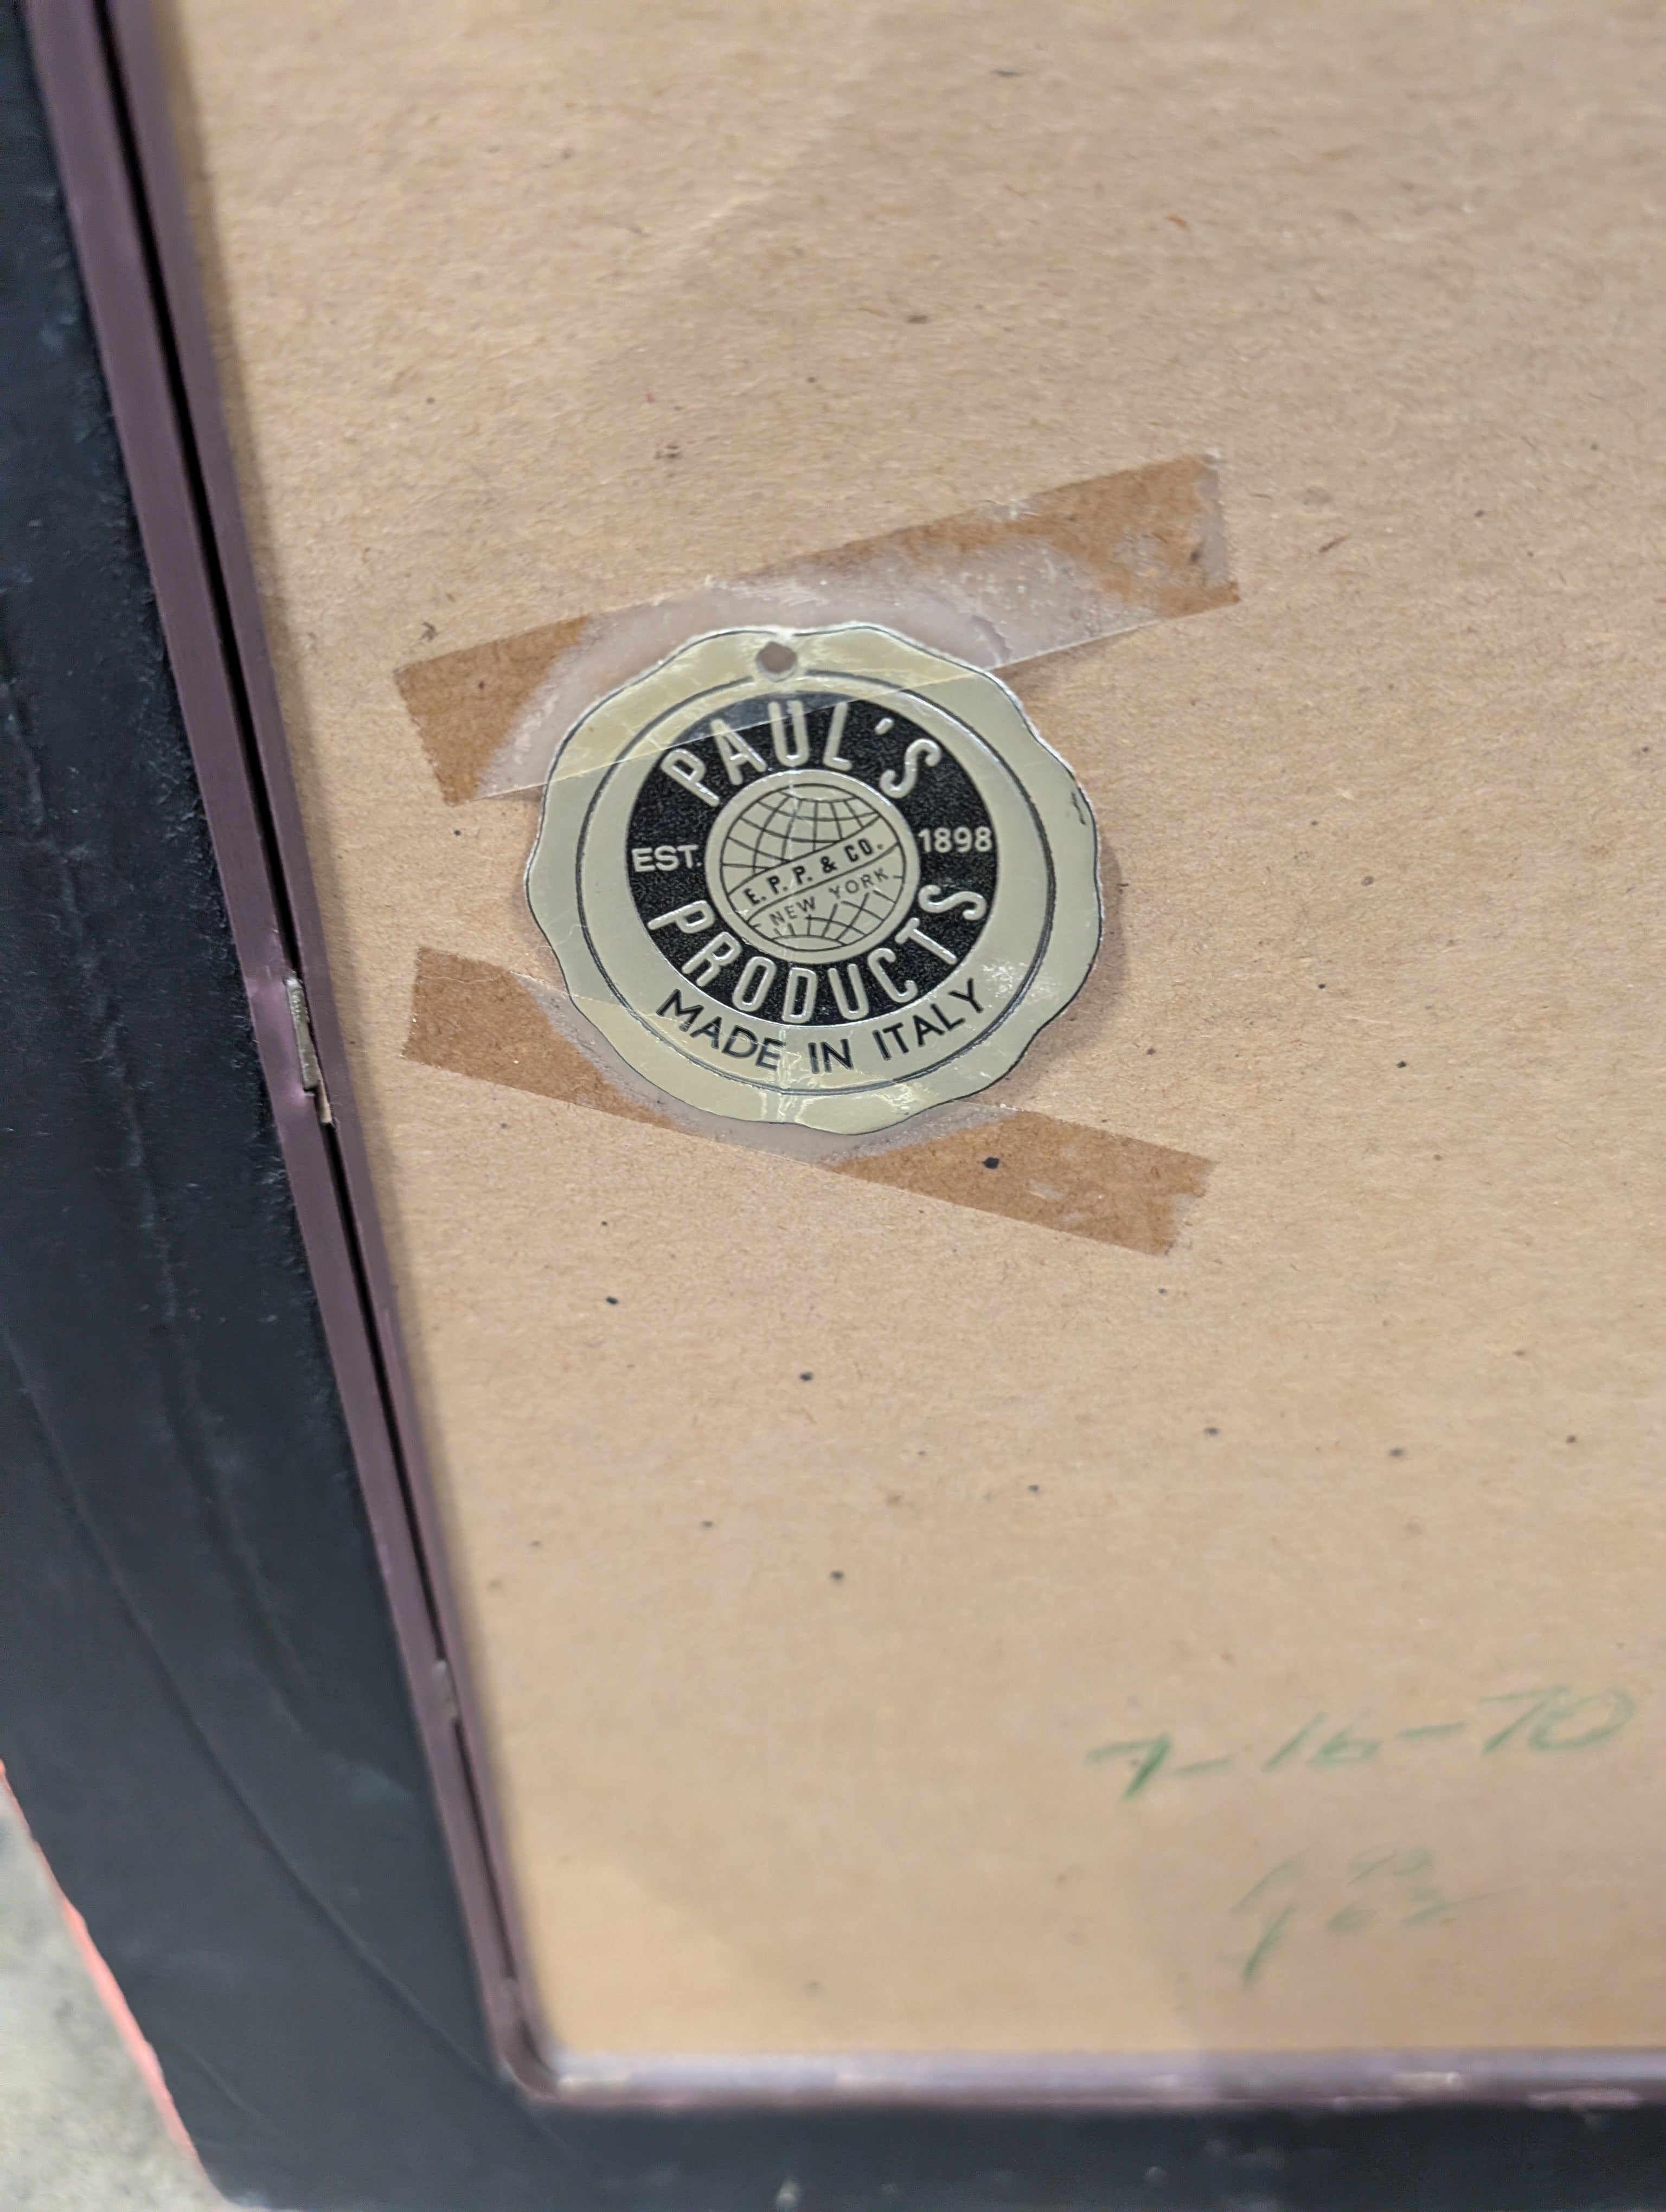 PAUL'S
EST. 1898
E. P. P. & CO.
NEW YORK
PRODUCTS
MADE IN ITALY
7-16-70